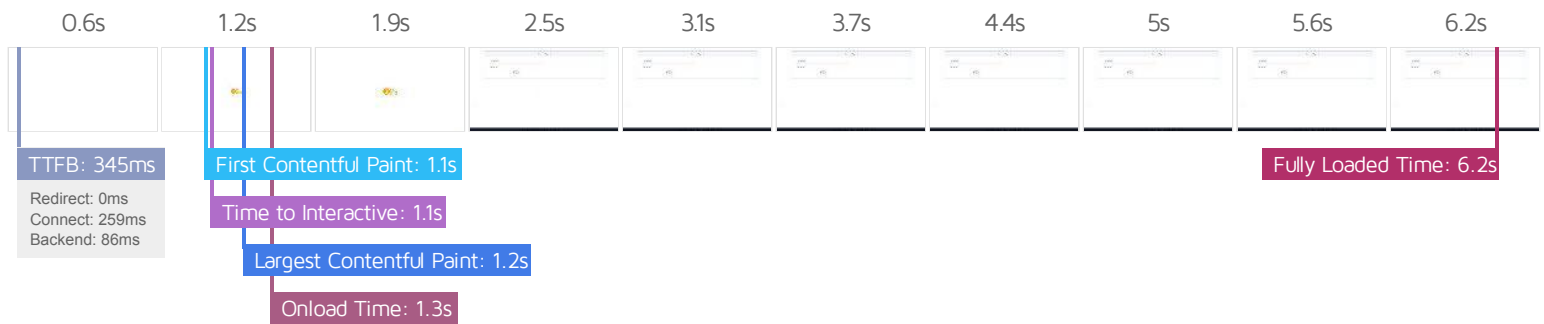 0.6s 1.2s 1.9s 2.5s 3.1s 3.7s 4.4s 5s 5.6s 6.2s
TTFB: 345ms
Redirect: 0ms
Connect: 259ms
Backend: 86ms
First Contentful Paint: 1.1s
Time to Interactive: 1.1s
Largest Contentful Paint: 1.2s
Onload Time: 1.3s
Fully Loaded Time: 6.2s